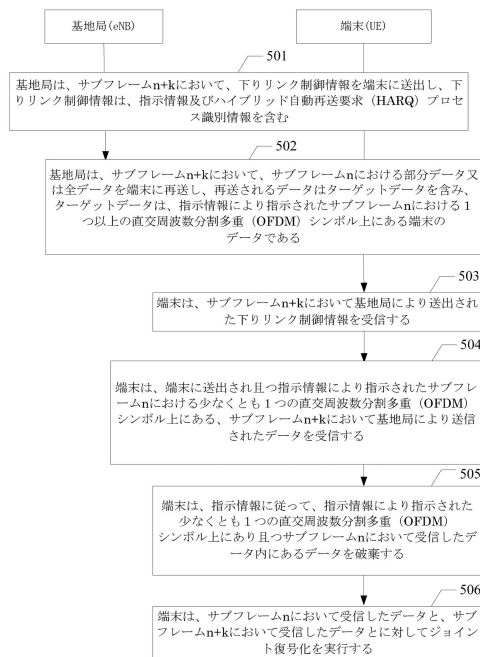 基地局(eNB)
端末(UE)
501
基地局は、サブフレームn+kにおいて、下りリンク制御情報を端末に送出し、下
りリンク制御情報は、指示情報及びハイブリッド自動再送要求（HARQ）プロセ
ス識別情報を含む
502
基地局は、サブフレームn+kにおいて、サブフレームnにおける部分データ又
は全データを端末に再送し、再送されるデータはターゲットデータを含み、
ターゲットデータは、指示情報により指示されたサブフレームnにおける１
つ以上の直交周波数分割多重（OFDM）シンボル上にある端末の
データである
503
端末は、サブフレームn+kにおいて基地局により送出され
た下りリンク制御情報を受信する
504
端末は、端末に送出され且つ指示情報により指示されたサブフレ
ームnにおける少なくとも１つの直交周波数分割多重（OFDM）
シンボル上にある、サブフレームn+kにおいて基地局により送信
されたデータを受信する
505
端末は、指示情報に従って、指示情報により指示された
少なくとも１つの直交周波数分割多重（OFDM）
シンボル上にあり且つサブフレームnにおいて受信したデ
ータ内にあるデータを破棄する
506
端末は、サブフレームnにおいて受信したデータと、サブ
フレームn+kにおいて受信したデータとに対してジョイ
ント復号化を実行する